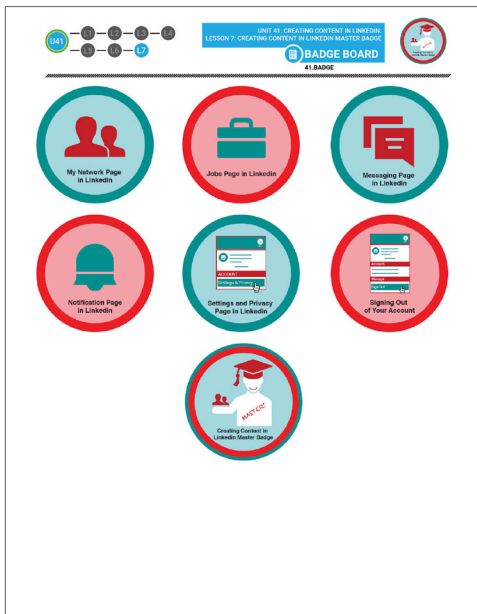 U41
L1
L2
L3
L4
L5
L6
L7
UNIT 41: CREATING CONTENT IN LINKEDIN:
LESSON 7: CREATING CONTENT IN LINKEDIN MASTER BADGE
BADGE BOARD
41.BADGE
My Network Page
in Linkedin
Jobe Page in Linkedin
Messaging Page
in Linkedin
Notification Page
in Linkedin
ACCOUNT
Settings & Privacy
Settings and Privacy
Page in Linkedin
Account
Manage
Sign Out
Signing Out
of Your Account
MASTER!
Creating Content in
Linkedin Master Badge